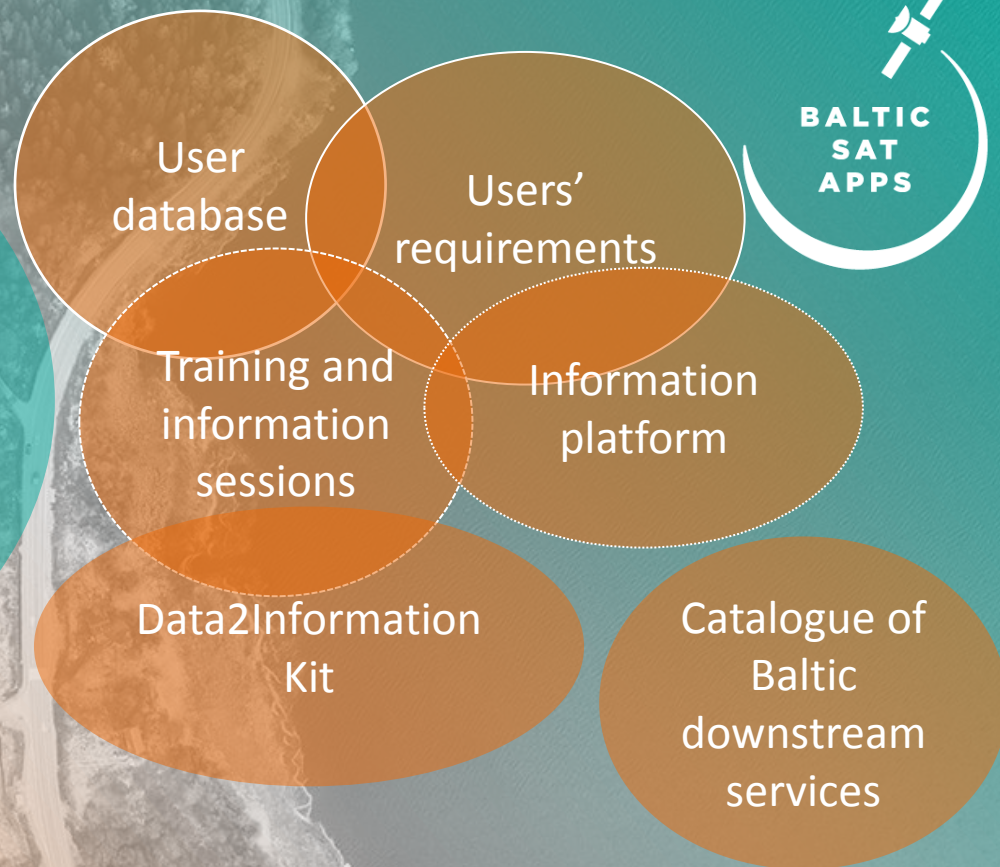 BALTIC
SAT
APPS
User
database
Users’
requirements
Training and
information
sessions
Information
platform
Data2Information
Kit
Catalogue of
Baltic
downstream
services